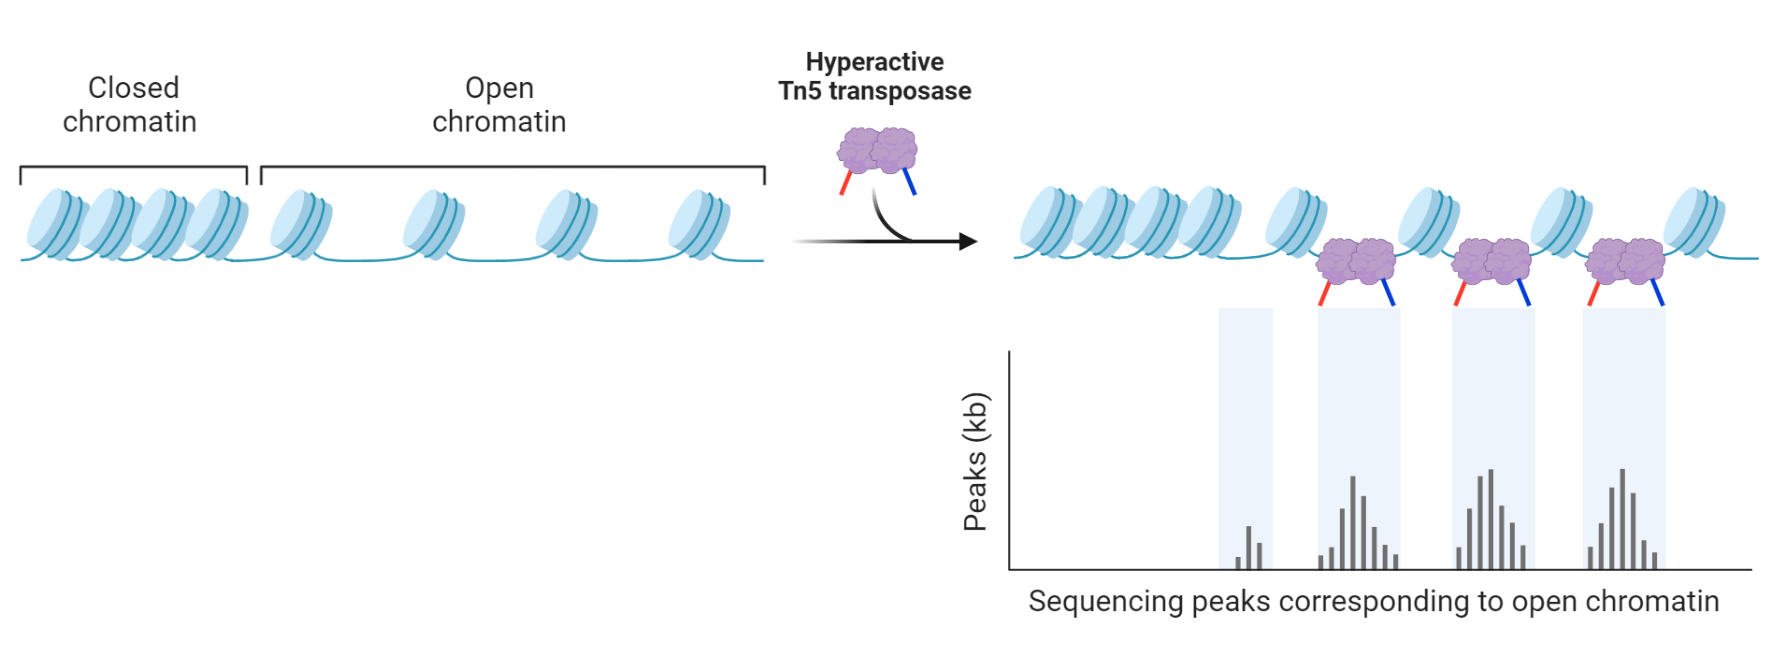 Closed
chromatin
Open
chromatin
Hyperactive
Tn5 transposase
Peaks (kb)
Sequencing peaks corresponding to open chromatin